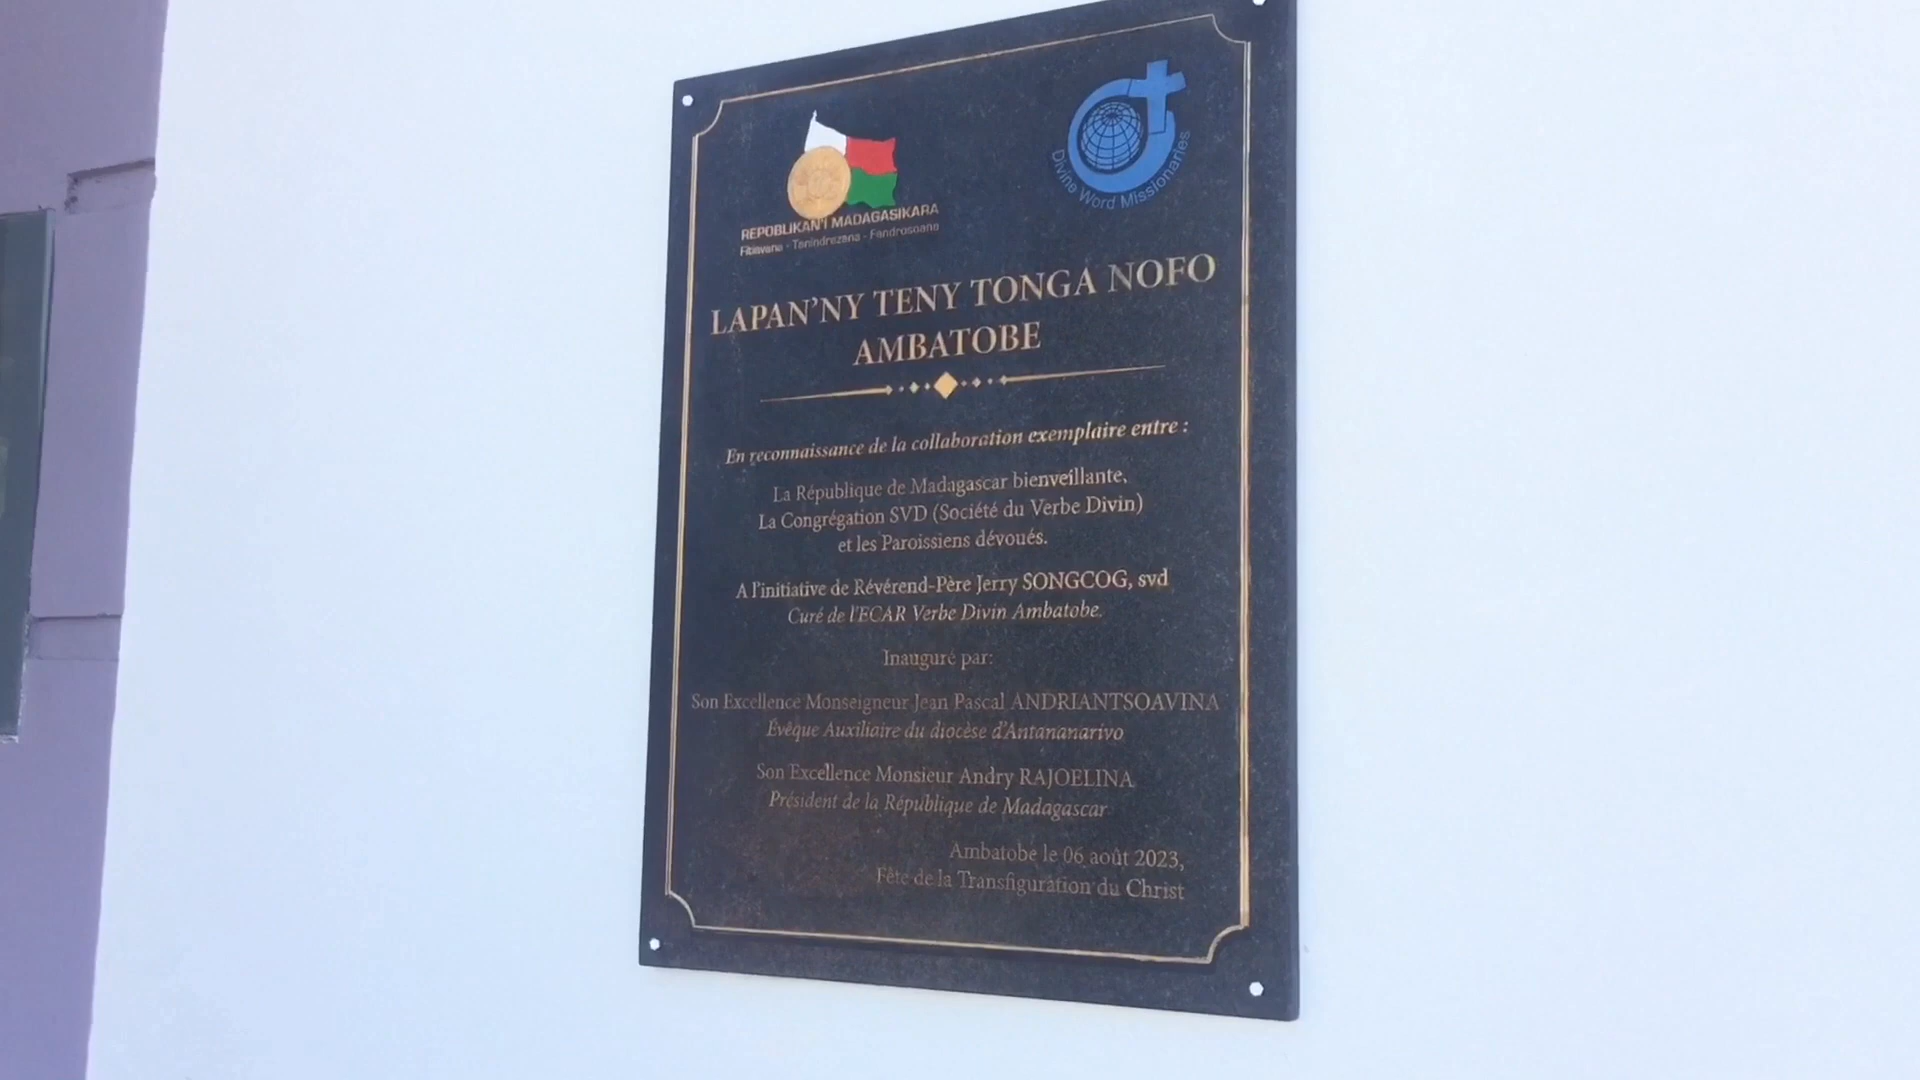 REPOBLIKAN'I MADAGASIKARA
Fitiavana - Tanindrazana - Fandrosoana
Divine Word Missionaries
LAPAN'NY TENY TONGA NOFO
AMBATOBE
En reconnaissance de la collaboration exemplaire entre :
La République de Madagascar bienveillante,
La Congrégation SVD (Société du Verbe Divin)
et les Paroissiens dévoués.
A l'initiative de Révérend-Père Jerry SONGCOG, svd
Curé de l'ECAR Verbe Divin Ambatobe.
Inauguré par:
Son Excellence Monseigneur Jean Pascal ANDRIANTSOAVINA
Évêque Auxiliaire du diocèse d'Antananarivo
Son Excellence Monsieur Andry RAJOELINA
Président de la République de Madagascar
Ambatobe le 06 août 2023,
Fête de la Transfiguration du Christ